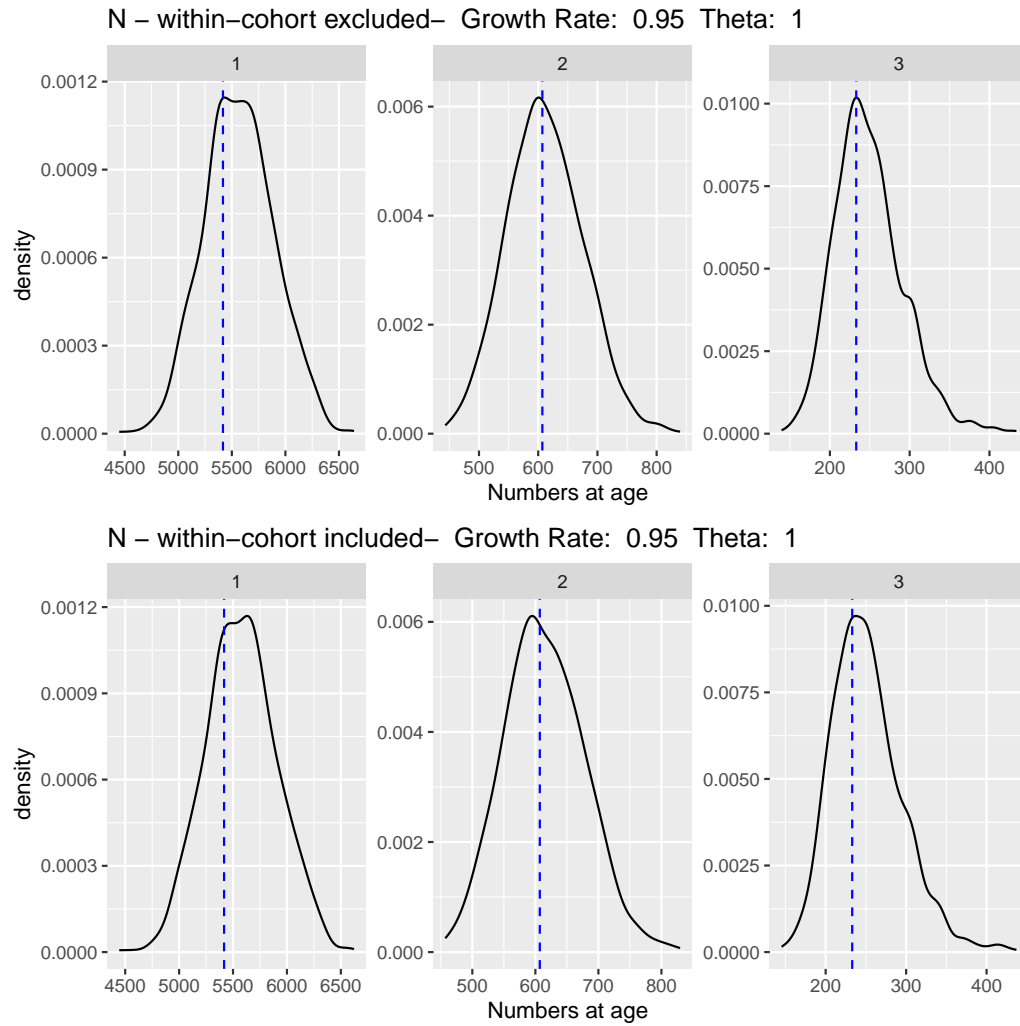 N − within−cohort excluded−  Growth Rate:  0.95  Theta:  1
1
2
3
density
0.0012
0.0009
0.0006
0.0003
0.0000
0.006
0.004
0.002
0.000
0.0100
0.0075
0.0050
0.0025
0.0000
4500 5000 5500 6000 6500
500 600 700 800
200 300 400
Numbers at age
N − within−cohort included−  Growth Rate:  0.95  Theta:  1
1
2
3
density
0.0012
0.0009
0.0006
0.0003
0.0000
0.006
0.004
0.002
0.000
0.0100
0.0075
0.0050
0.0025
0.0000
4500 5000 5500 6000 6500
500 600 700 800
200 300 400
Numbers at age